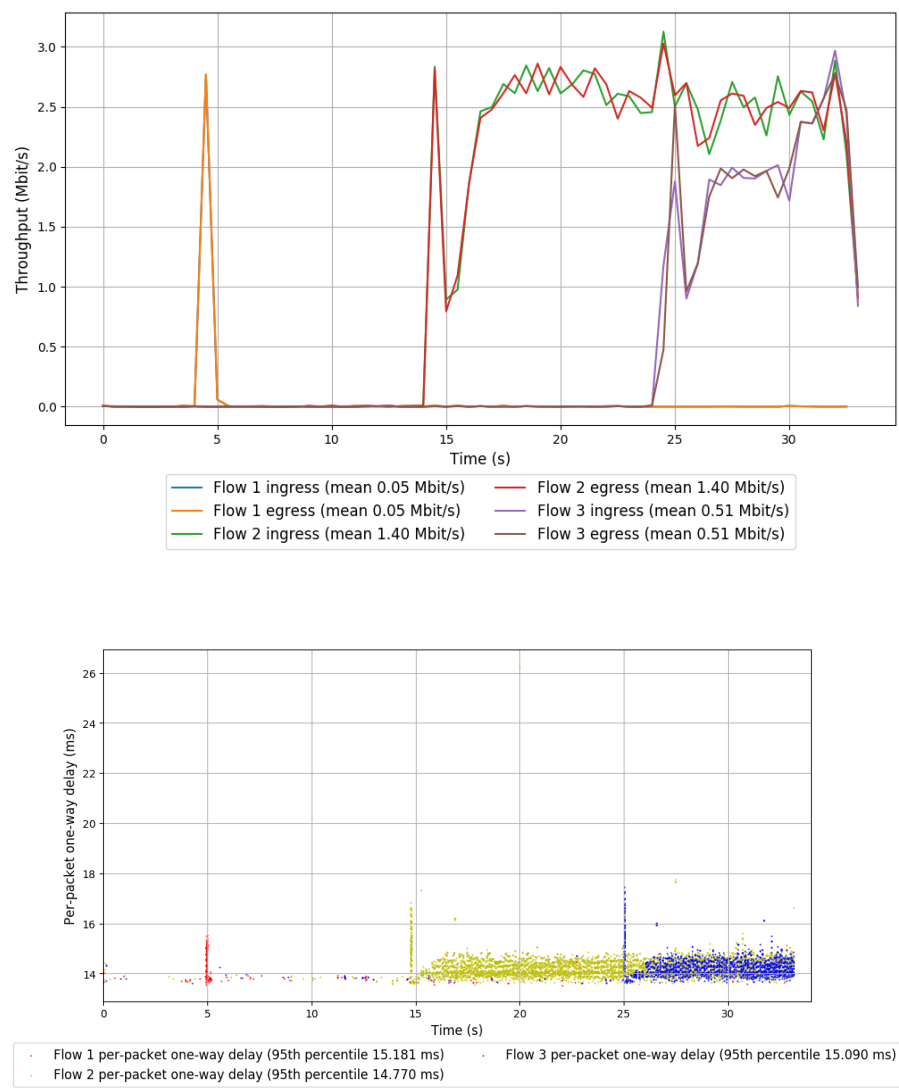 3.0
2.5
2.0
1.5
1.0
0.5
0.0
Throughput (Mbit/s)
0 5 10 15 20 25 30
Time (s)
Flow 1 ingress (mean 0.05 Mbit/s) Flow 2 egress (mean 1.40 Mbit/s)
Flow 1 egress (mean 0.05 Mbit/s) Flow 3 ingress (mean 0.51 Mbit/s)
Flow 2 ingress (mean 1.40 Mbit/s) Flow 3 egress (mean 0.51 Mbit/s)
26
24
22
20
18
16
14
Per-packet one-way delay (ms)
0 5 10 15 20 25 30
Time (s)
Flow 1 per-packet one-way delay (95th percentile 15.181 ms) Flow 3 per-packet one-way delay (95th percentile 15.090 ms)
Flow 2 per-packet one-way delay (95th percentile 14.770 ms)